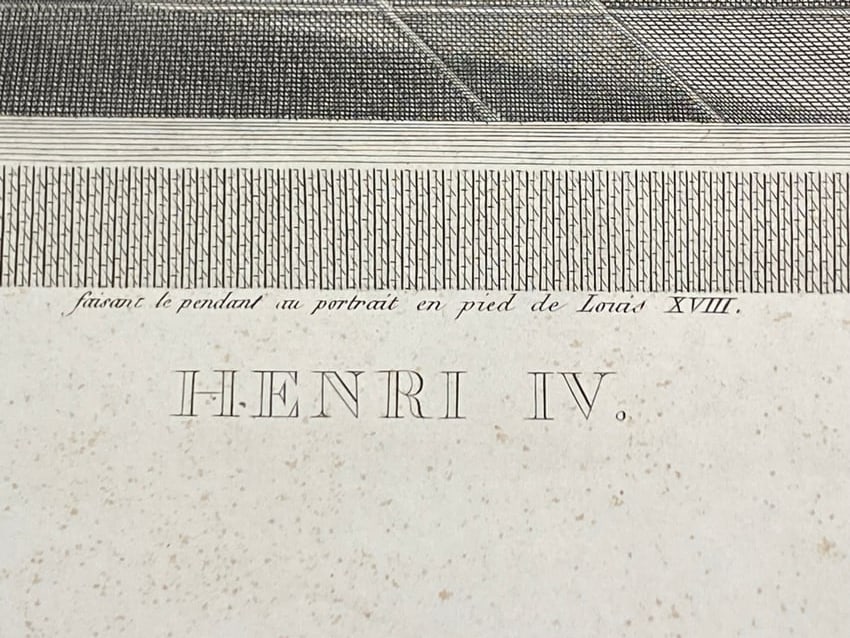 faisant le pendant au portrait en pied de Louis XVIII.
HENRI IV.